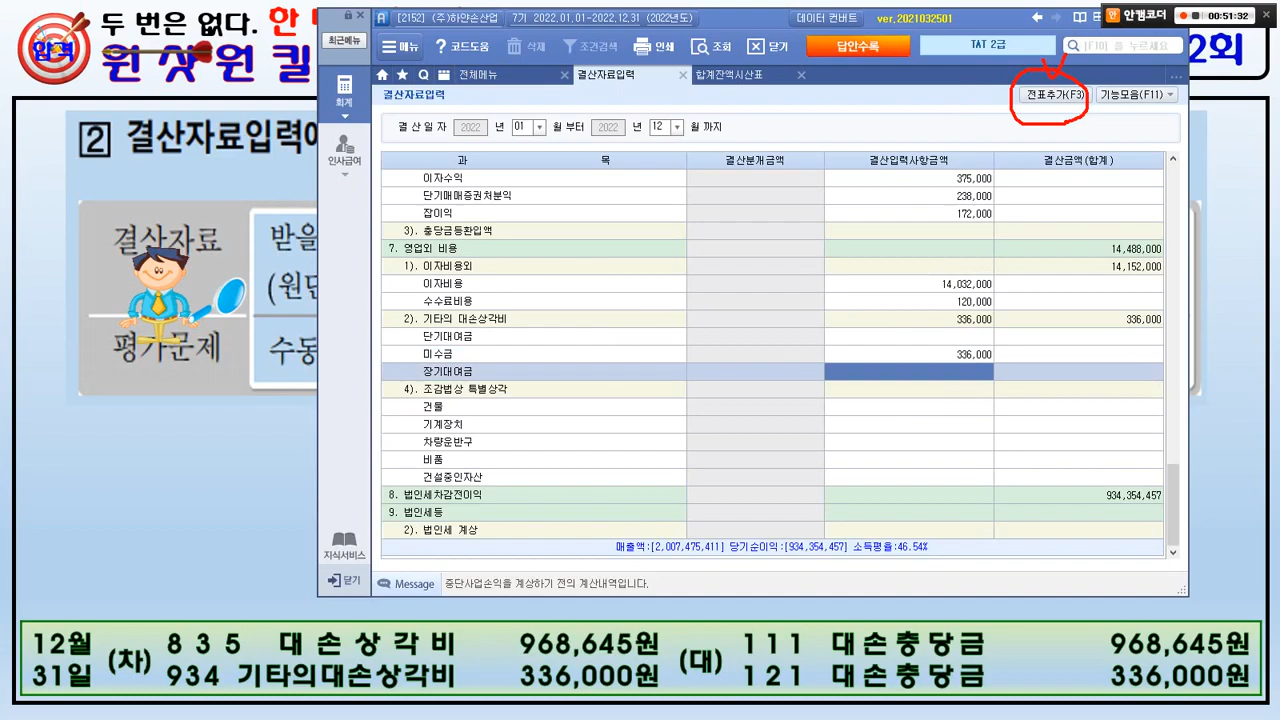 두 번은 없다. 한
합격
원 샷 원 킬
2회
2 결산자료입력에
결산자료
받을
(원단
평가문제
수동
[2152] (주)하얀손산업 7기 2022.01.01~2022.12.31 (2022년도) 데이터 컨버트 ver.2021032501
안캠코더 00:51:32
최근메뉴
메뉴 코드도움 삭제 조건검색 인쇄 조회 닫기 답안수록 TAT 2급 [F10] 을 누르세요
전체메뉴 결산자료입력 합계잔액시산표
결산자료입력 전표추가(F3) 기능모음(F11)
회계
인사급여
지식서비스
닫기
결 산 일 자 2022 년 01 월 부터 2022 년 12 월 까지
과 목 결산분개금액 결산입력사항금액 결산금액(합계)
이자수익 375,000
단기매매증권처분익 238,000
잡이익 172,000
3). 충당금등환입액
7. 영업외 비용 14,488,000
1). 이자비용외 14,152,000
이자비용 14,032,000
수수료비용 120,000
2). 기타의 대손상각비 336,000 336,000
단기대여금
미수금 336,000
장기대여금
4). 조감법상 특별상각
건물
기계장치
차량운반구
비품
건설중인자산
8. 법인세차감전이익 934,354,457
9. 법인세등
2). 법인세 계상
매출액:[2,007,475,411] 당기순이익:[934,354,457] 소득평률:46.54%
Message 중단사업손익을 계상하기 전의 계산내역입니다.
12월 31일 (차) 835 대손상각비 968,645원 (대) 111 대손충당금 968,645원
934 기타의대손상각비 336,000원 121 대손충당금 336,000원